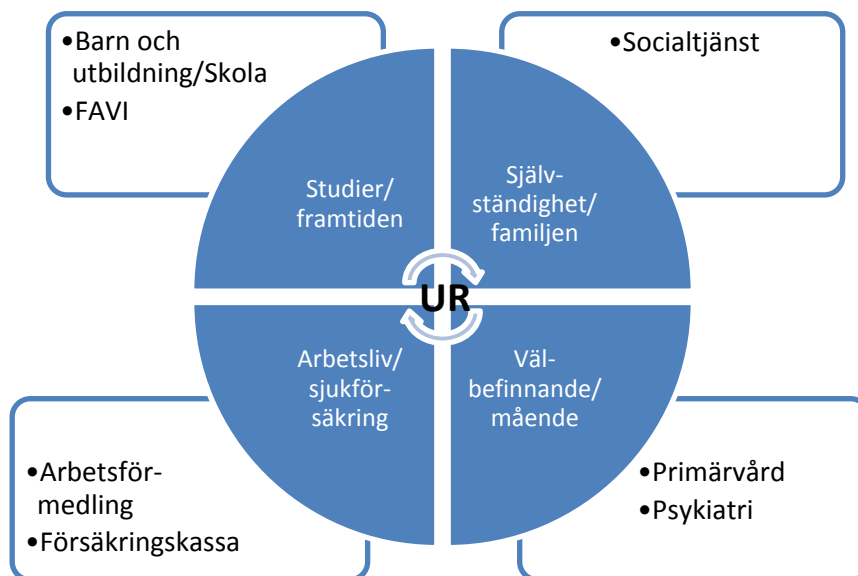 •Barn och
utbildning/Skola
•FAVI
•Socialtjänst
Studier/
framtiden
Själv-
ständighet/
familjen
UR
Arbetsliv/
sjukför-
säkring
Väl-
befinnande/
mående
•Arbetsför-
medling
•Försäkringskassa
•Primärvård
•Psykiatri